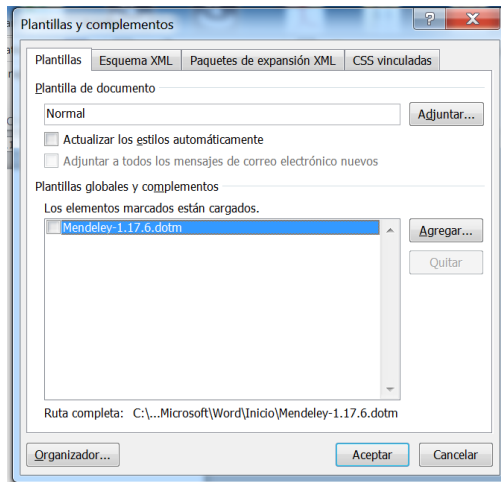 Plantillas y complementos
Plantillas Esquema XML Paquetes de expansión XML CSS vinculadas
Plantilla de documento
Normal Adjuntar...
Actualizar los estilos automáticamente
Adjuntar a todos los mensajes de correo electrónico nuevos
Plantillas globales y complementos
Los elementos marcados están cargados.
Mendeley-1.17.6.dotm
Agregar...
Quitar
Ruta completa: C:\...Microsoft\Word\Inicio\Mendeley-1.17.6.dotm
Organizador... Aceptar Cancelar